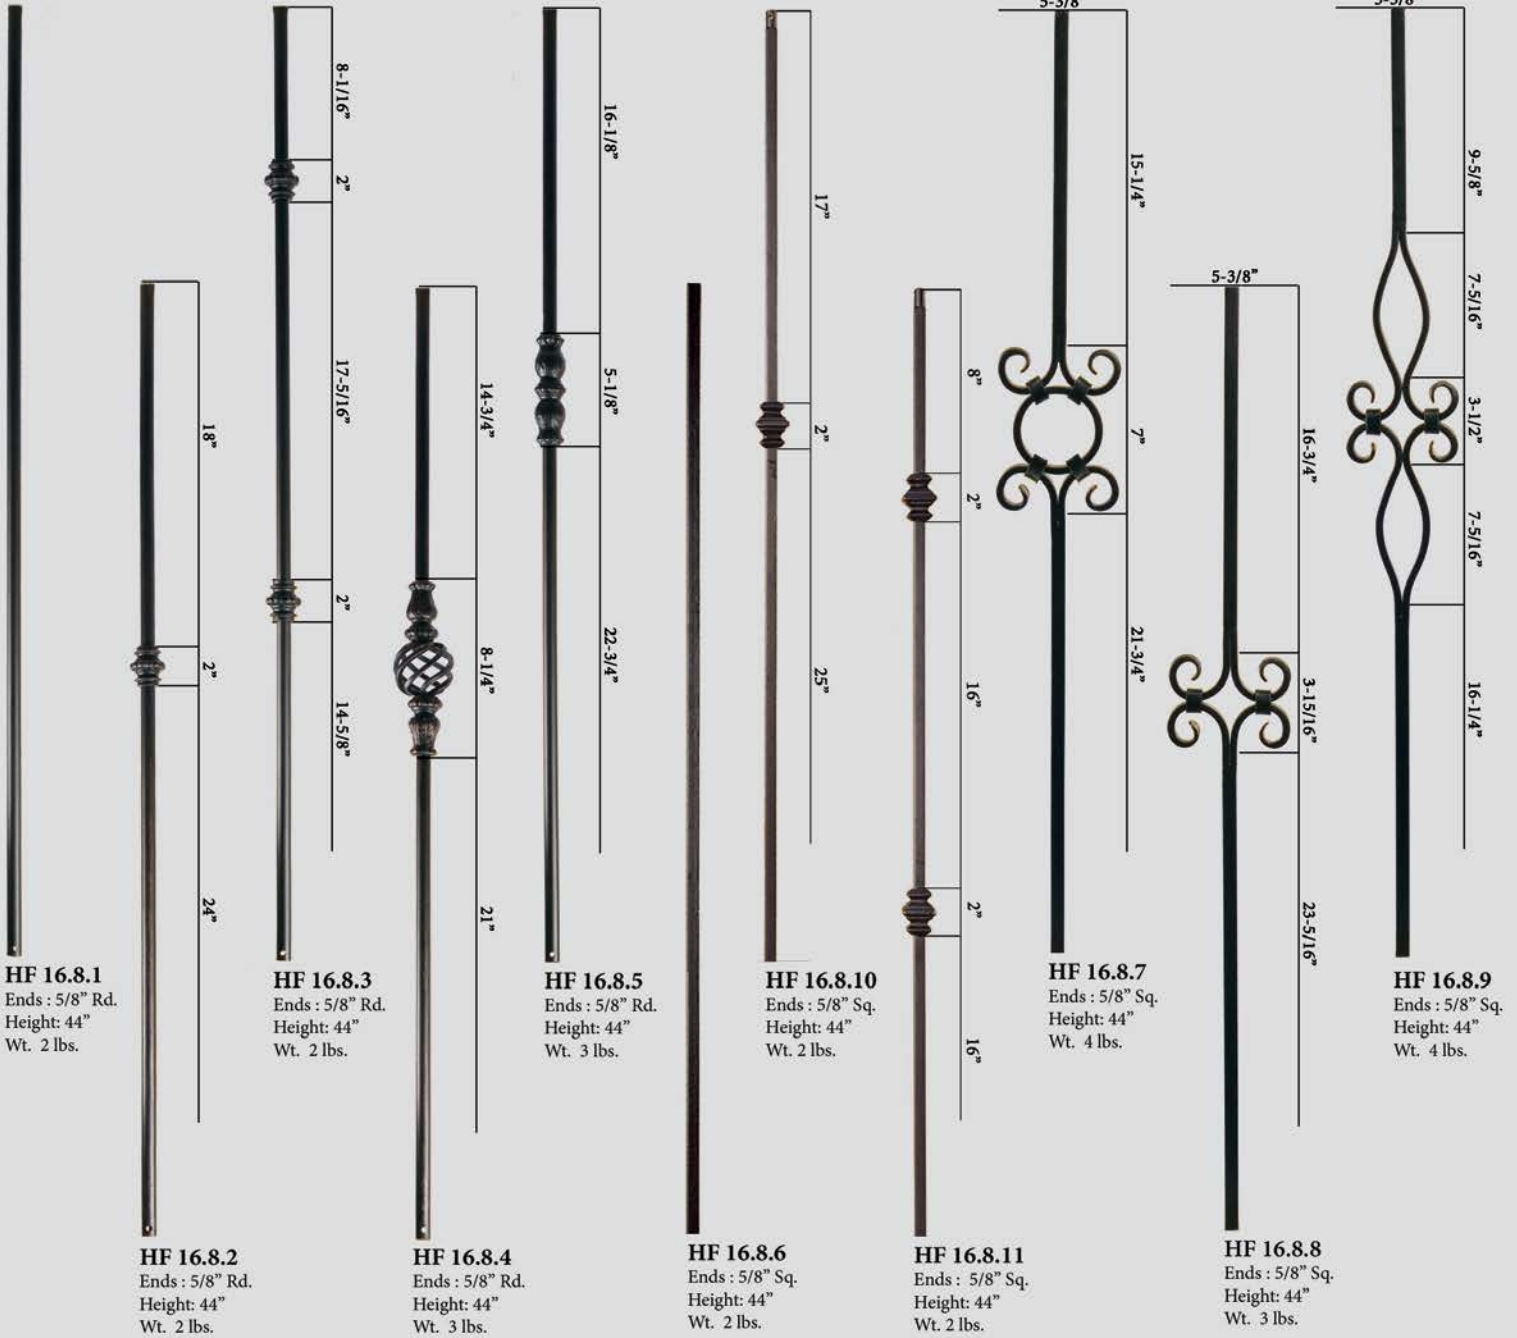 HF 16.8.1
Ends : 5/8” Rd.
Height: 44”
Wt. 2 lbs.
18”
2”
24”
HF 16.8.2
Ends : 5/8” Rd.
Height: 44”
Wt. 2 lbs.
8-1/16”
2”
17-5/16”
2”
14-5/8”
HF 16.8.3
Ends : 5/8” Rd.
Height: 44”
Wt. 2 lbs.
14-3/4”
8-1/4”
21”
HF 16.8.4
Ends : 5/8” Rd.
Height: 44”
Wt. 3 lbs.
16-1/8”
5-1/8”
22-3/4”
HF 16.8.5
Ends : 5/8” Rd.
Height: 44”
Wt. 3 lbs.
HF 16.8.6
Ends : 5/8” Sq.
Height: 44”
Wt. 2 lbs.
17”
2”
25”
HF 16.8.10
Ends : 5/8” Sq.
Height: 44”
Wt. 2 lbs.
8”
2”
16”
2”
16”
HF 16.8.11
Ends : 5/8” Sq.
Height: 44”
Wt. 2 lbs.
5-3/8”
15-1/4”
7”
21-3/4”
HF 16.8.7
Ends : 5/8” Sq.
Height: 44”
Wt. 4 lbs.
5-3/8”
16-3/4”
3-15/16”
23-5/16”
HF 16.8.8
Ends : 5/8” Sq.
Height: 44”
Wt. 3 lbs.
9-5/8”
7-5/16”
3-1/2”
7-5/16”
16-1/4”
HF 16.8.9
Ends : 5/8” Sq.
Height: 44”
Wt. 4 lbs.